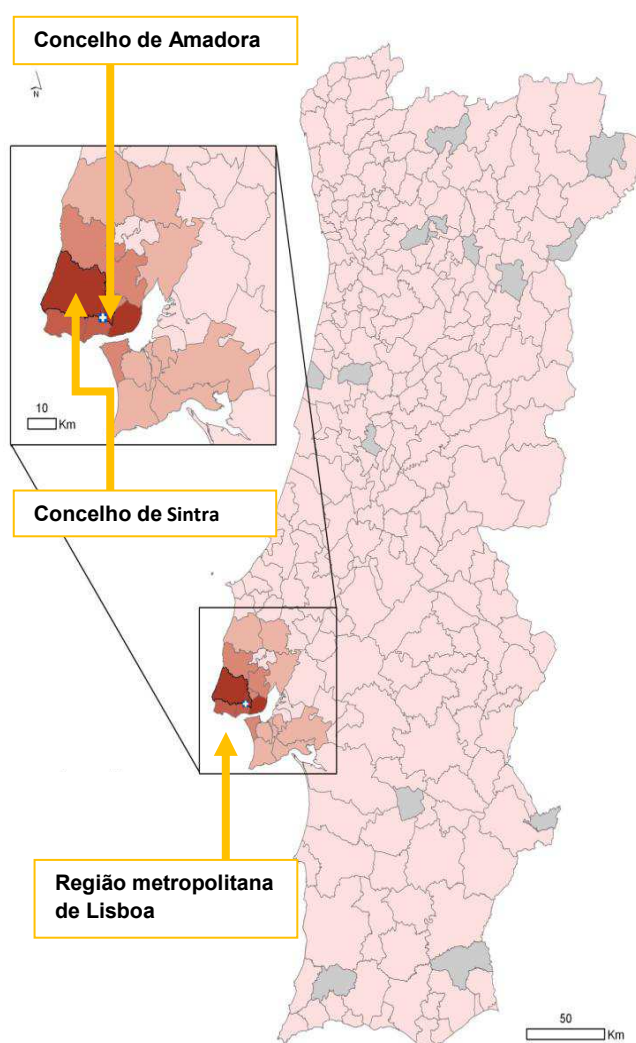 Concelho de Amadora
N
10
Km
Concelho de Sintra
Região metropolitana
de Lisboa
50
Km